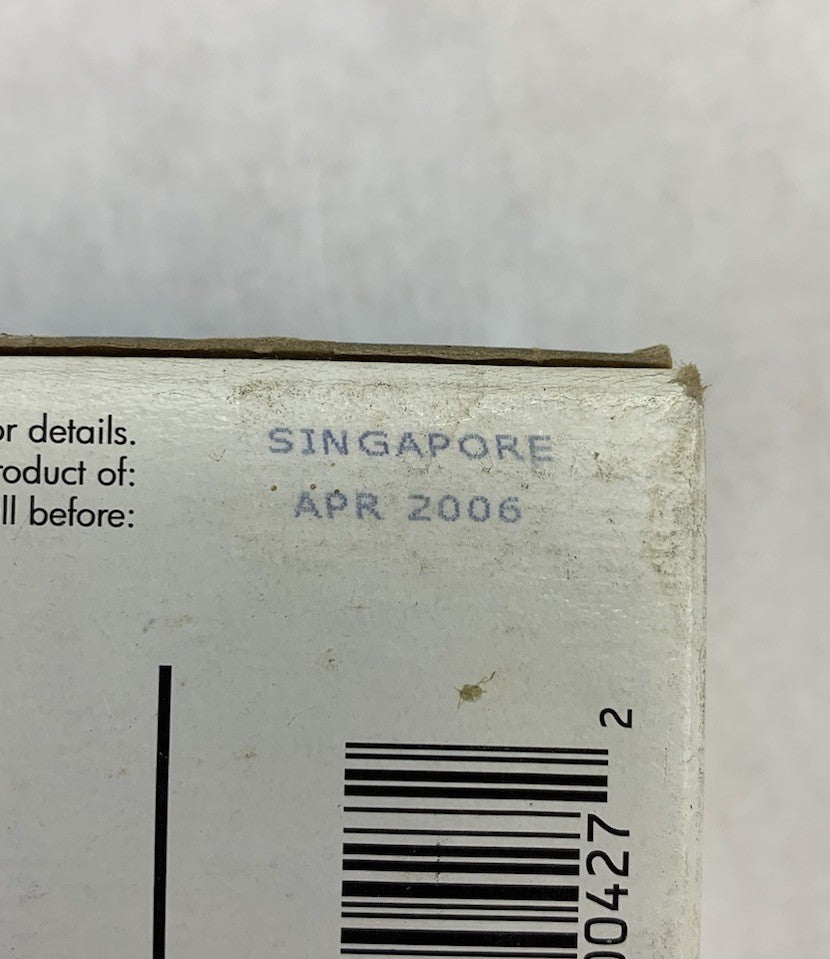 or details.
SINGAPORE
roduct of:
APR 2006
ll before:
2
00427